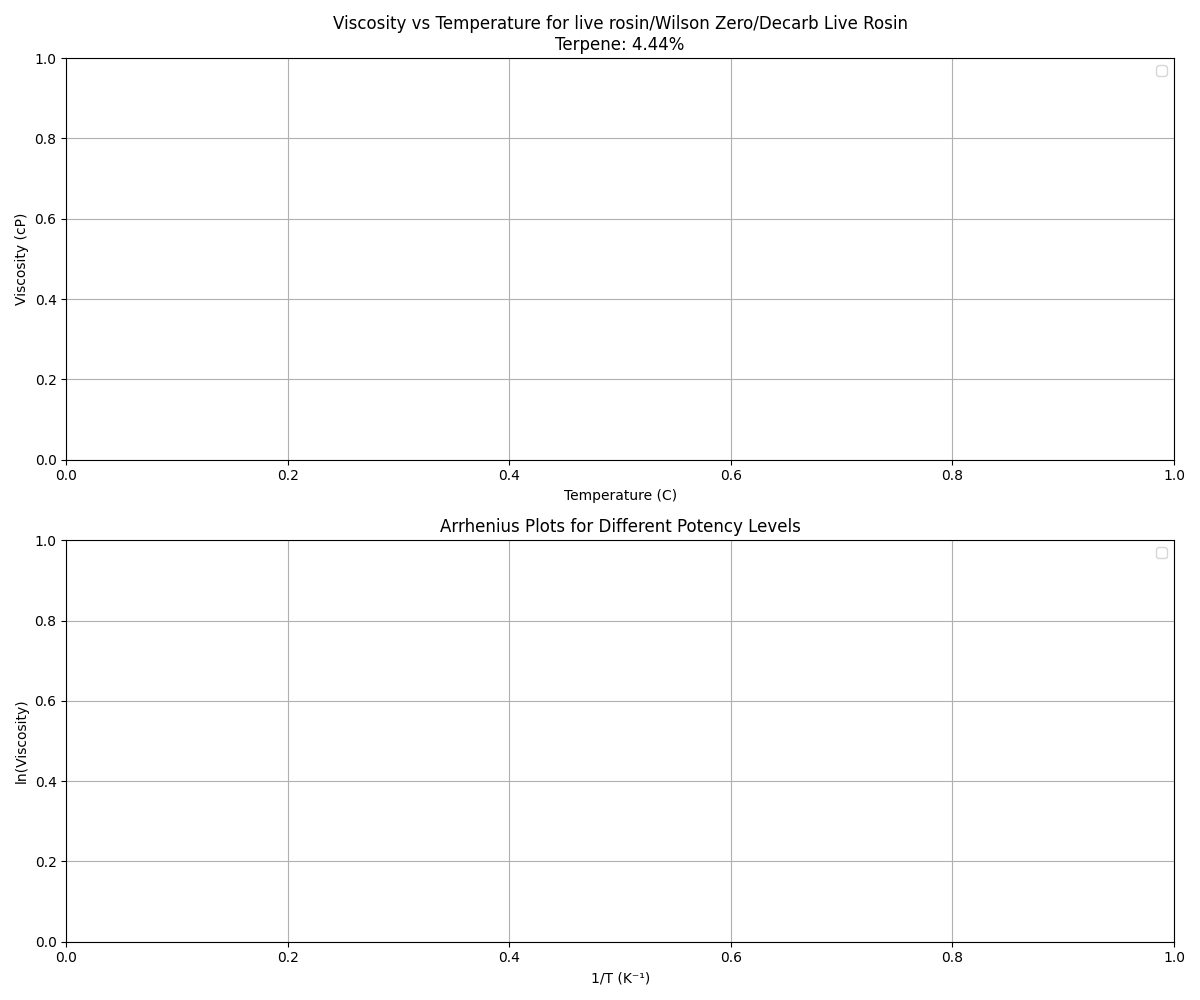 Viscosity vs Temperature for live rosin/Wilson Zero/Decarb Live Rosin
Terpene: 4.44%
1.0
0.8
0.6
0.4
0.2
0.0
Viscosity (cP)
0.0 0.2 0.4 0.6 0.8 1.0
Temperature (C)
Arrhenius Plots for Different Potency Levels
1.0
0.8
0.6
0.4
0.2
0.0
ln(Viscosity)
0.0 0.2 0.4 0.6 0.8 1.0
1/T (K⁻¹)